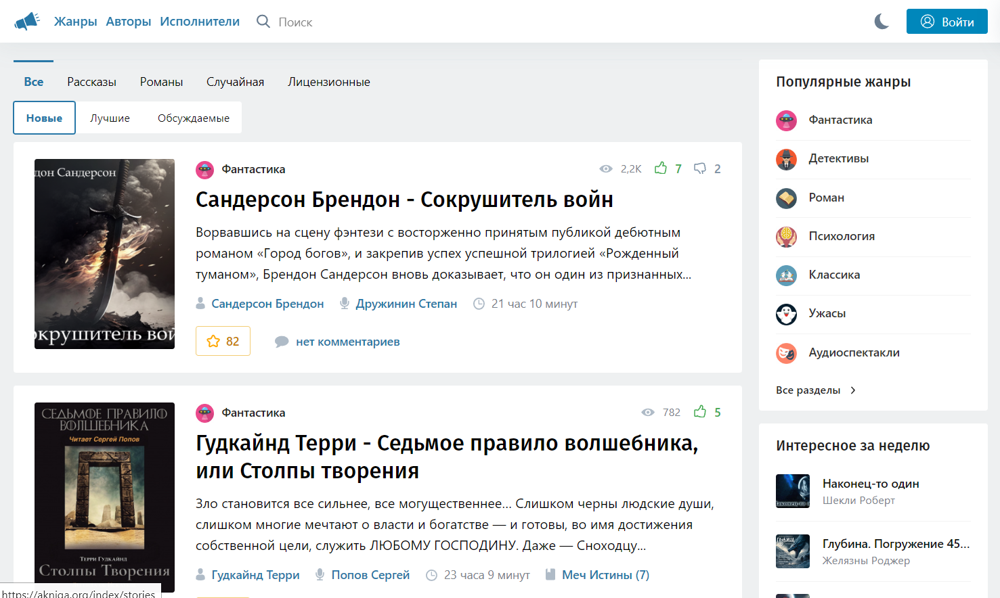 Жанры Авторы Исполнители Поиск Войти
Все Рассказы Романы Случайная Лицензионные
Новые Лучшие Обсуждаемые
дон Сандерсон
окрушитель вой
Фантастика 2,2K 7 2
Сандерсон Брендон - Сокрушитель войн
Ворвавшись на сцену фэнтези с восторженно принятым публикой дебютным
романом «Город богов», и закрепив успех успешной трилогией «Рожденный
туманом», Брендон Сандерсон вновь доказывает, что он один из признанных...
Сандерсон Брендон Дружинин Степан 21 час 10 минут
82 нет комментариев
СЕДЬМОЕ ПРАВИЛО
ВОЛШЕБНИКА
Читает Сергей Попов
Терри Гудкайнд
Столпы Творения
Фантастика 782 5
Гудкайнд Терри - Седьмое правило волшебника,
или Столпы творения
Зло становится все сильнее, все могущественнее... Слишком черны людские души,
слишком многие мечтают о власти и богатстве — и готовы, во имя достижения
собственной цели, служить ЛЮБОМУ ГОСПОДИНУ. Даже — Сноходцу...
Гудкайнд Терри Попов Сергей 23 часа 9 минут Меч Истины (7)
https://akniga.org/index/stories
Популярные жанры
Фантастика
Детективы
Роман
Психология
Классика
Ужасы
Аудиоспектакли
Все разделы
Интересное за неделю
Наконец-то один
Шекли Роберт
Глубина. Погружение 45...
Желязны Роджер